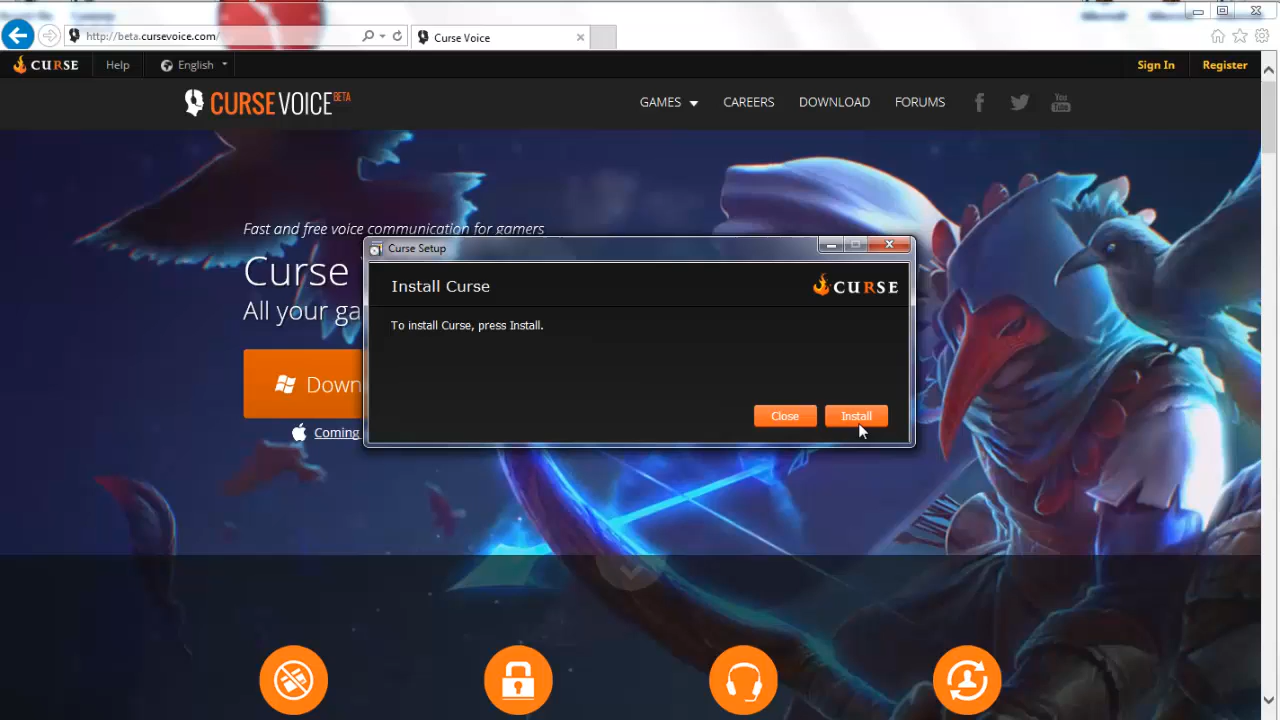 http://beta.cursevoice.com/
Curse Voice
CURSE
Help
English
Sign In
Register
CURSE VOICE BETA
GAMES
CAREERS
DOWNLOAD
FORUMS
You Tube
Fast and free voice communication for gamers
Curse
All your ga
Down
Coming
Curse Setup
Install Curse
CURSE
To install Curse, press Install.
Close
Install